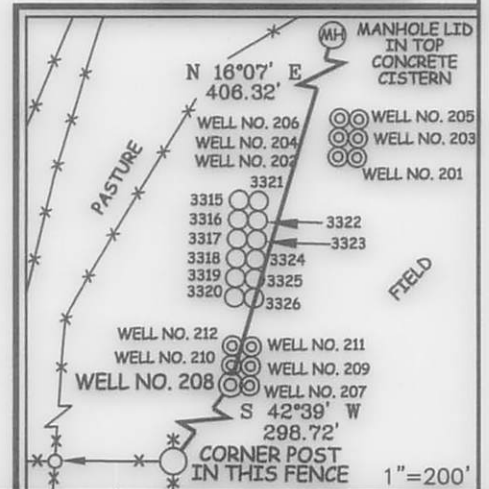 MH
MANHOLE LID
IN TOP
CONCRETE
CISTERN
N 16°07' E
406.32'
WELL NO. 206
WELL NO. 204
WELL NO. 202
WELL NO. 205
WELL NO. 203
WELL NO. 201
PASTURE
3321
3315
3316
3317
3318
3319
3320
3322
3323
3324
3325
3326
FIELD
WELL NO. 212
WELL NO. 210
WELL NO. 208
WELL NO. 211
WELL NO. 209
WELL NO. 207
S 42°39' W
298.72'
CORNER POST
IN THIS FENCE
1"=200'